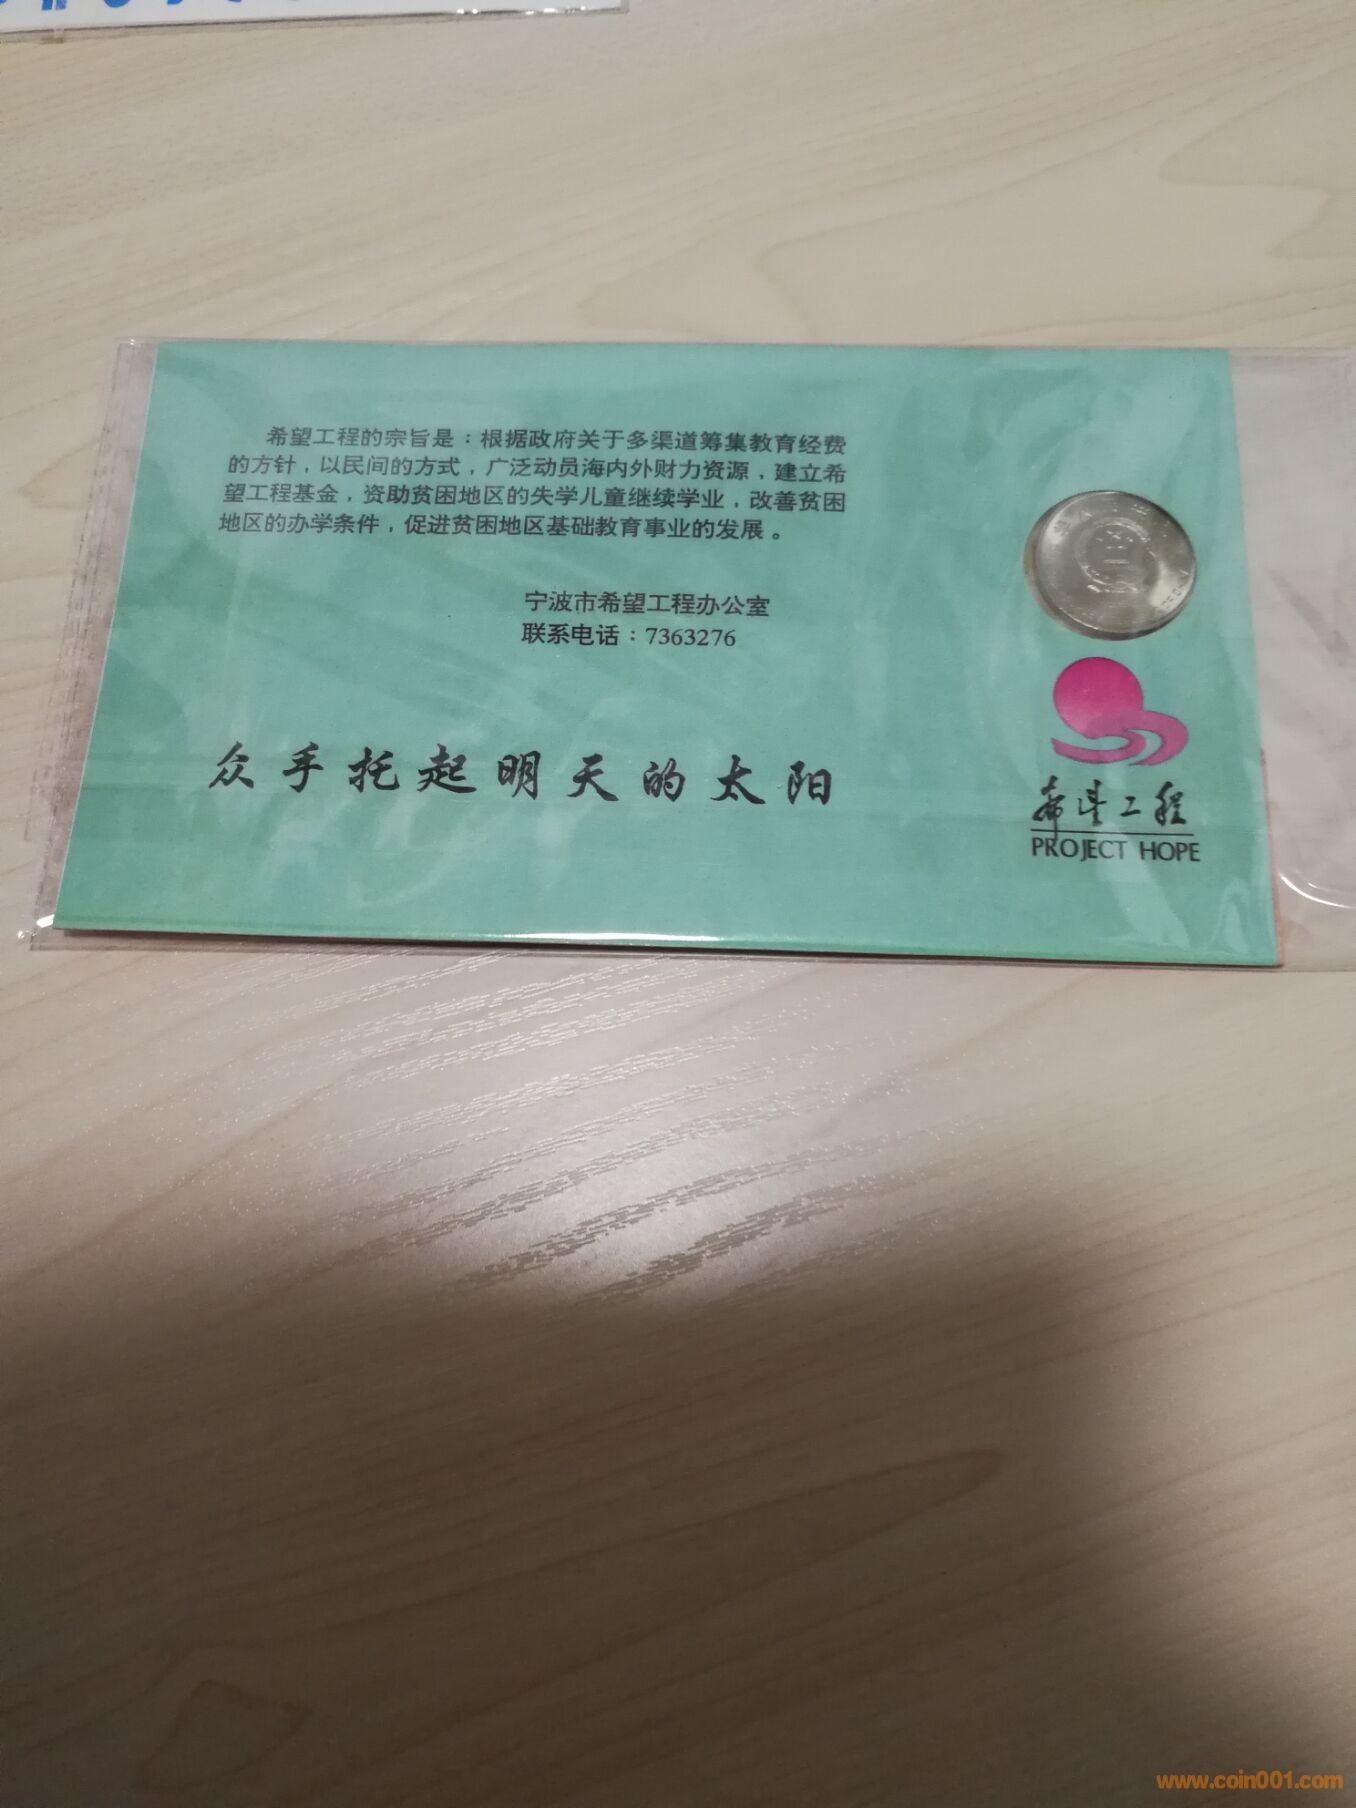 希望工程的宗旨是：根据政府关于多渠道筹集教育经费
的方针，以民间的方式，广泛动员海内外财力资源，建立希
望工程基金，资助贫困地区的失学儿童继续学业，改善贫困
地区的办学条件，促进贫困地区基础教育事业的发展。
宁波市希望工程办公室
联系电话：7363276
众手托起明天的太阳
希望工程
PROJECT HOPE
www.coin001.com